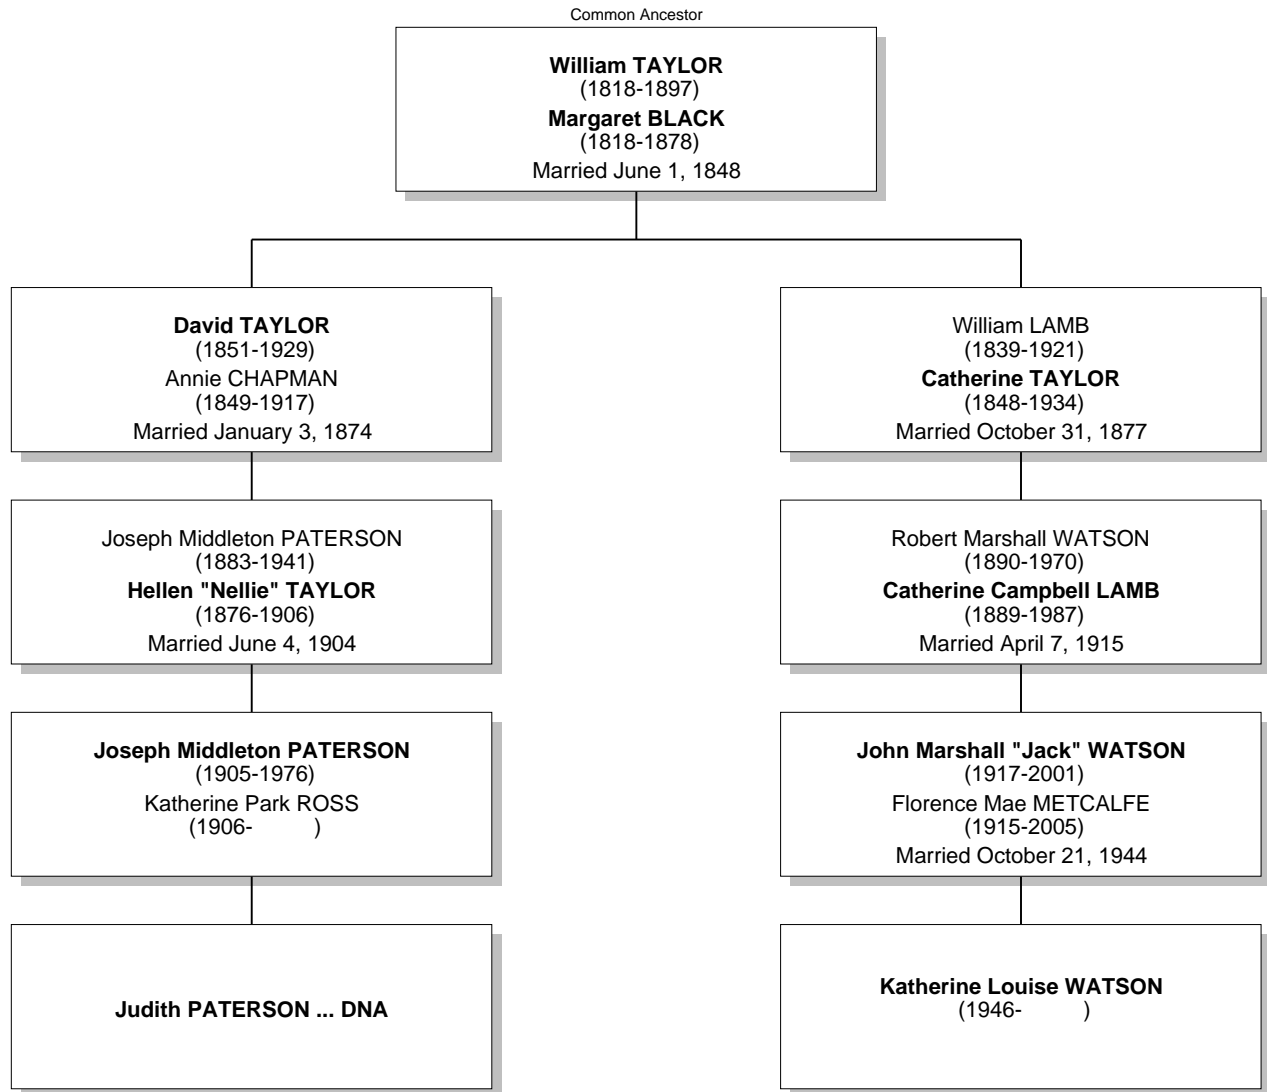 Common Ancestor
William TAYLOR
(1818-1897)
Margaret BLACK
(1818-1878)
Married June 1, 1848
David TAYLOR
(1851-1929)
Annie CHAPMAN
(1849-1917)
Married January 3, 1874
William LAMB
(1839-1921)
Catherine TAYLOR
(1848-1934)
Married October 31, 1877
Joseph Middleton PATERSON
(1883-1941)
Hellen "Nellie" TAYLOR
(1876-1906)
Married June 4, 1904
Robert Marshall WATSON
(1890-1970)
Catherine Campbell LAMB
(1889-1987)
Married April 7, 1915
Joseph Middleton PATERSON
(1905-1976)
Katherine Park ROSS
(1906- )
John Marshall "Jack" WATSON
(1917-2001)
Florence Mae METCALFE
(1915-2005)
Married October 21, 1944
Judith PATERSON ... DNA
Katherine Louise WATSON
(1946- )